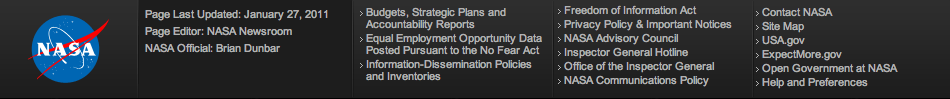 NASA
Page Last Updated: January 27, 2011
Page Editor: NASA Newsroom
NASA Official: Brian Dunbar
Budgets, Strategic Plans and
Accountability Reports
Equal Employment Opportunity Data
Posted Pursuant to the No Fear Act
Information-Dissemination Policies
and Inventories
Freedom of Information Act
Privacy Policy & Important Notices
NASA Advisory Council
Inspector General Hotline
Office of the Inspector General
NASA Communications Policy
Contact NASA
Site Map
USA.gov
ExpectMore.gov
Open Government at NASA
Help and Preferences